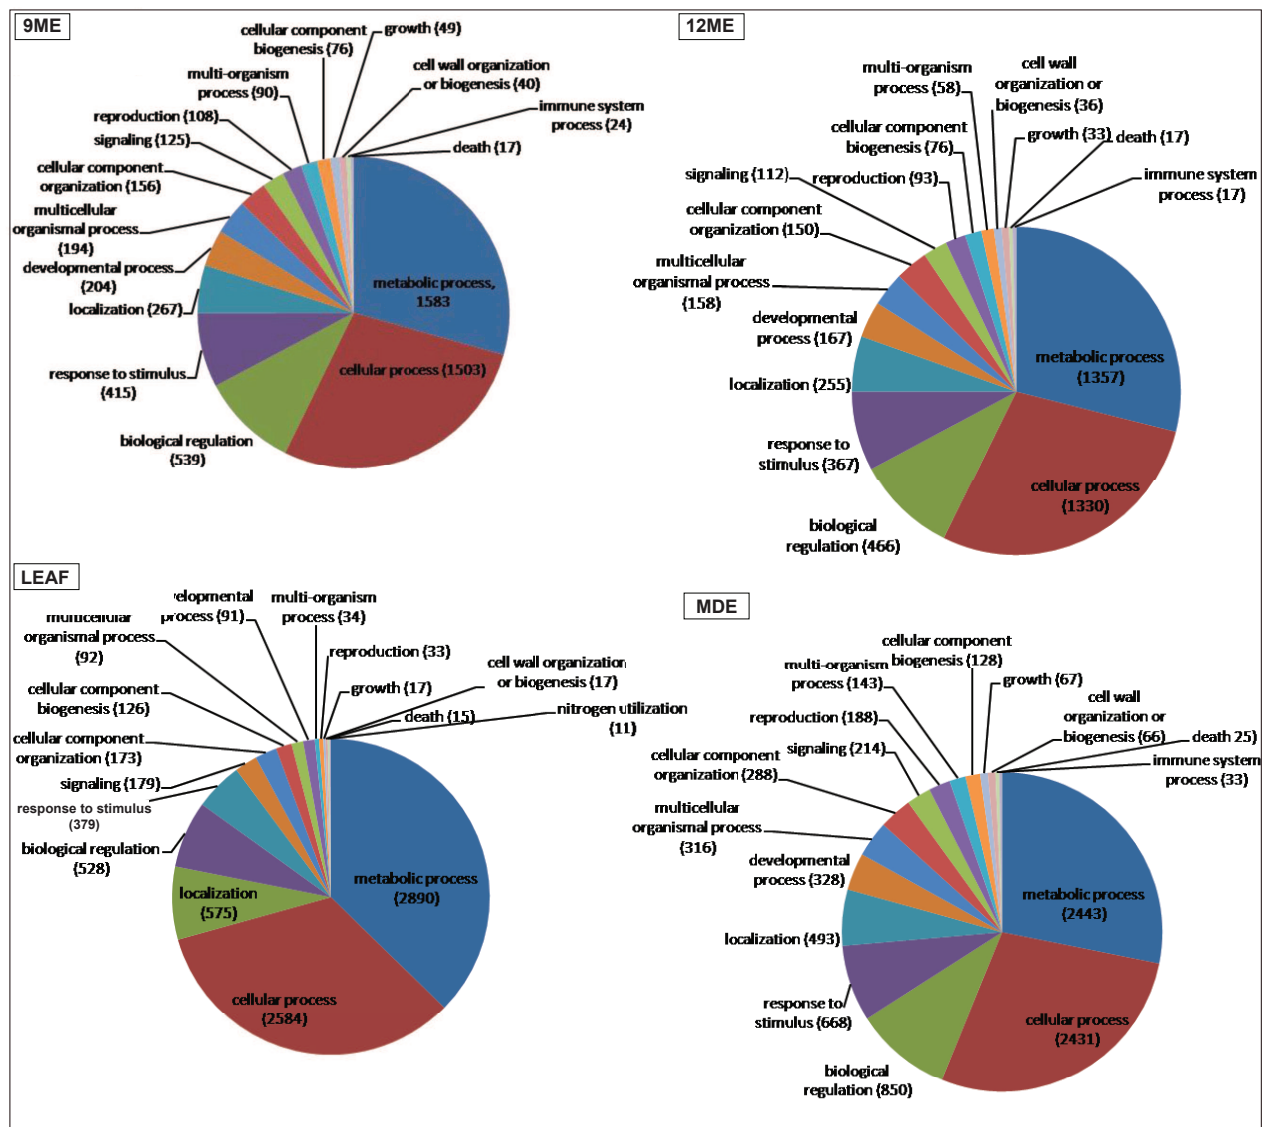 9ME
cellular component
biogenesis (76)
growth (49)
multi-organism
process (90)
cell wall organization
or biogenesis (40)
reproduction (108)
immune system
process (24)
signaling (125)
death (17)
cellular component
organization (156)
multicellular
organismal process
(194)
developmental process
(204)
localization (267)
metabolic process,
1583
response to stimulus
(415)
cellular process (1503)
biological regulation
(539)
12ME
multi-organism
process (58)
cell wall
organization or
biogenesis (36)
cellular component
biogenesis (76)
growth (33)
death (17)
signaling (112)
reproduction (93)
immune system
process (17)
cellular component
organization (150)
multicellular
organismal process
(158)
developmental
process (167)
localization (255)
metabolic process
(1357)
response to
stimulus (367)
cellular process
(1330)
biological
regulation (466)
LEAF
velopmental
process (91)
multi-organism
process (34)
multicellular
organismal process
(92)
reproduction (33)
cell wall organization
or biogenesis (17)
cellular component
biogenesis (126)
growth (17)
death (15)
nitrogen utilization
(11)
cellular component
organization (173)
signaling (179)
response to stimulus
(379)
biological regulation
(528)
localization
(575)
metabolic process
(2890)
cellular process
(2584)
MDE
cellular component
biogenesis (128)
multi-organism
process (143)
growth (67)
cell wall
organization or
biogenesis (66)
reproduction (188)
death 25)
signaling (214)
immune system
process (33)
cellular component
organization (288)
multicellular
organismal process
(316)
developmental
process (328)
metabolic process
(2443)
localization (493)
response to
stimulus (668)
cellular process
(2431)
biological
regulation (850)